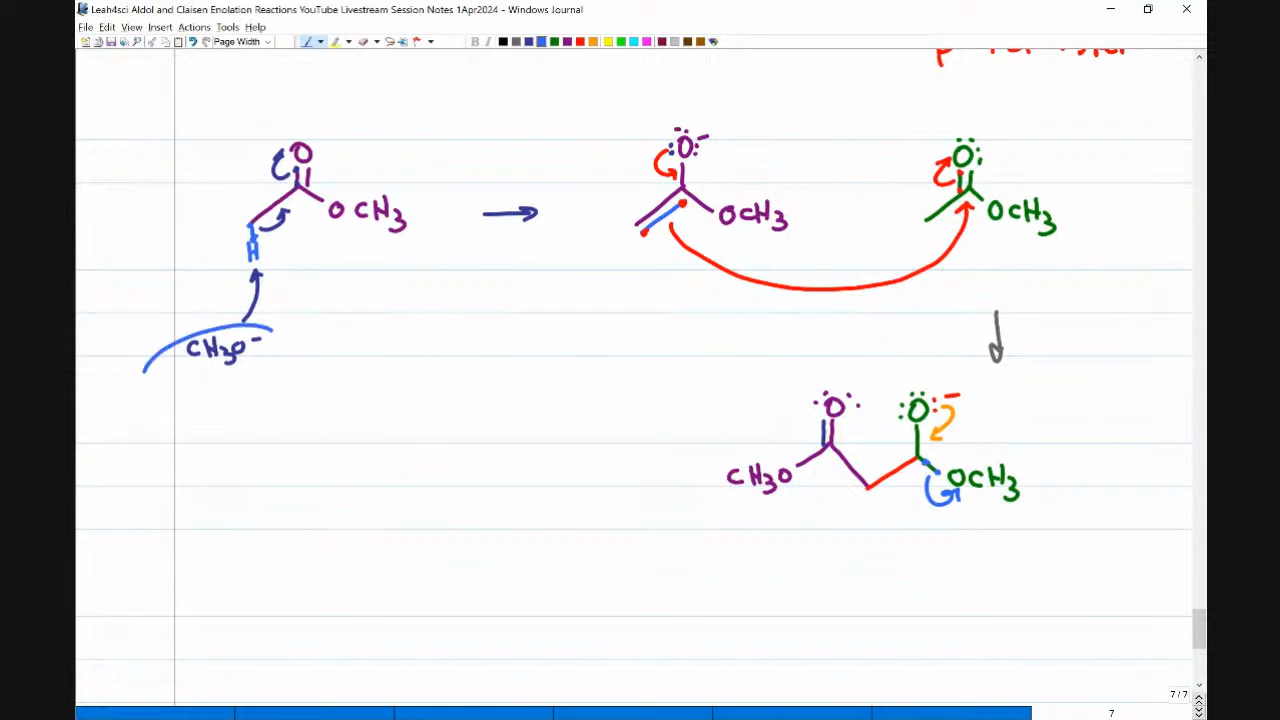 Leah4sci Aldol and Claisen Enolation Reactions YouTube Livestream Session Notes 1Apr2024 - Windows Journal
File Edit View Insert Actions Tools Help
Page Width B I
O O:- O
OCH3 OCH3 OCH3
H
CH3O-
O O:-
CH3O OCH3
7 / 7
7